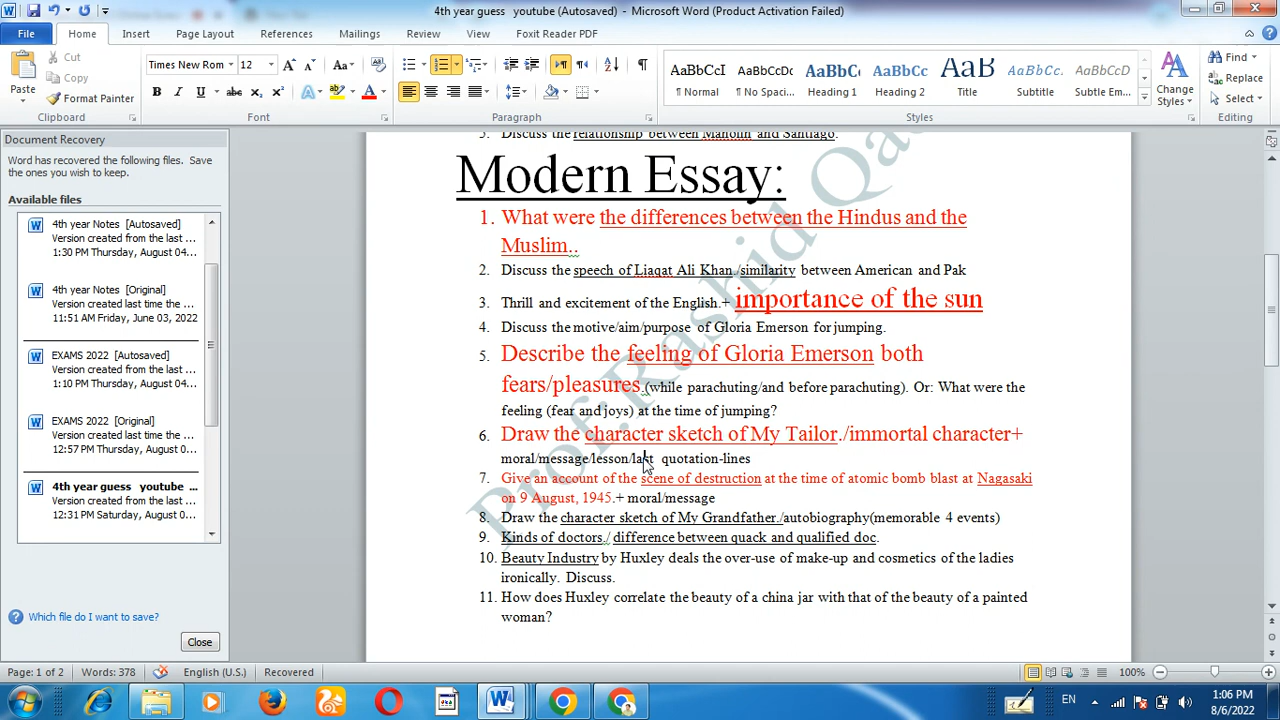 4th year guess   youtube (Autosaved)  -  Microsoft Word (Product Activation Failed)
File Home Insert Page Layout References Mailings Review View Foxit Reader PDF
Paste Cut Copy Format Painter Clipboard
Times New Rom 12 Font
Paragraph
AaBbCcI ¶ Normal AaBbCcDc ¶ No Spaci... AaBbCc Heading 1 AaBbCc Heading 2 AaB Title AaBbCc. Subtitle AaBbCcD Subtle Em... Change Styles Styles
Find Replace Select Editing
Document Recovery
Word has recovered the following files. Save
the ones you wish to keep.
Available files
4th year Notes  [Autosaved]
Version created from the last ...
1:30 PM Thursday, August 04...
4th year Notes  [Original]
Version created last time the ...
11:51 AM Friday, June 03, 2022
EXAMS 2022  [Autosaved]
Version created from the last ...
1:10 PM Thursday, August 04...
EXAMS 2022  [Original]
Version created last time the ...
12:57 PM Thursday, August 0...
4th year guess   youtube ...
Version created from the last ...
12:31 PM Saturday, August 0...
Which file do I want to save?
Close
Discuss the relationship between Manolin and Santiago.
Modern Essay:
1. What were the differences between the Hindus and the
Muslim..
2. Discuss the speech of Liaqat Ali Khan./similarity between American and Pak
3. Thrill and excitement of the English.+ importance of the sun
4. Discuss the motive/aim/purpose of Gloria Emerson for jumping.
5. Describe the feeling of Gloria Emerson both
fears/pleasures.(while parachuting/and before parachuting). Or: What were the
feeling (fear and joys) at the time of jumping?
6. Draw the character sketch of My Tailor./immortal character+
moral/message/lesson/last quotation-lines
7. Give an account of the scene of destruction at the time of atomic bomb blast at Nagasaki
on 9 August, 1945.+ moral/message
8. Draw the character sketch of My Grandfather./autobiography(memorable 4 events)
9. Kinds of doctors./ difference between quack and qualified doc.
10. Beauty Industry by Huxley deals the over-use of make-up and cosmetics of the ladies
ironically. Discuss.
11. How does Huxley correlate the beauty of a china jar with that of the beauty of a painted
woman?
Prof: Rashid
Page: 1 of 2 Words: 378 English (U.S.) Recovered 100%
EN 1:06 PM
8/6/2022